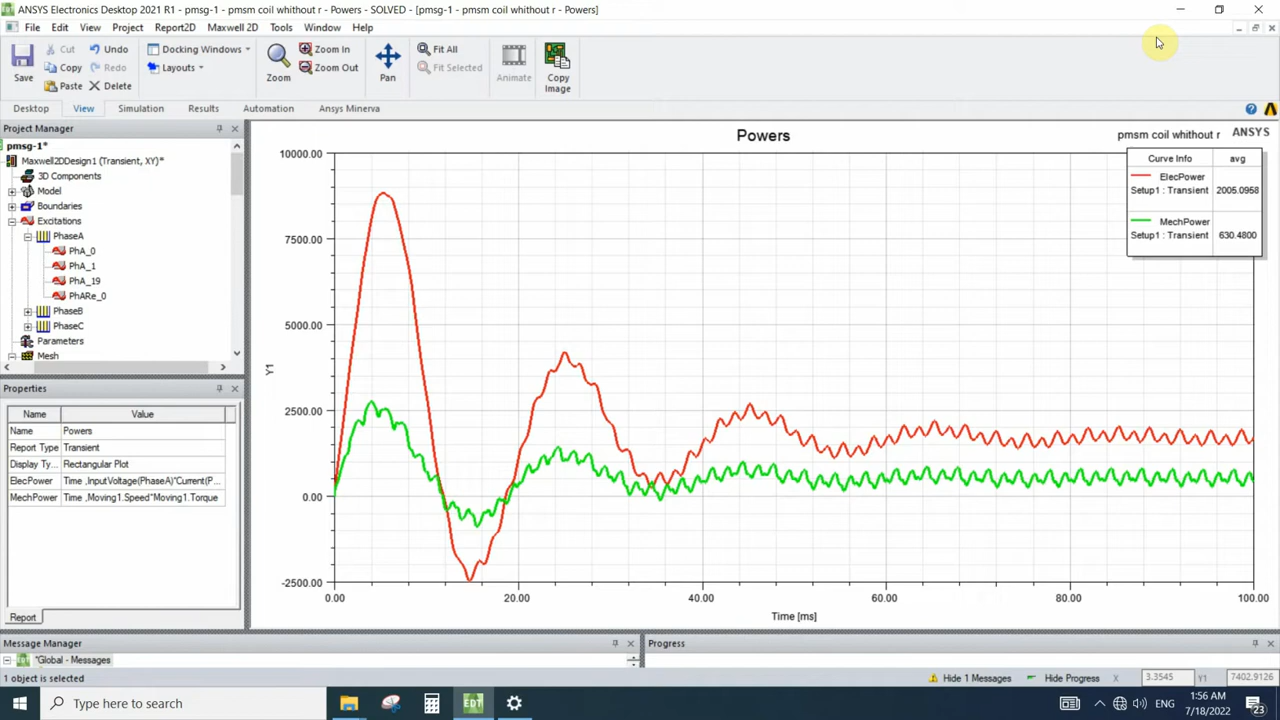 ANSYS Electronics Desktop 2021 R1 - pmsg-1 - pmsm coil whithout r - Powers - SOLVED - [pmsg-1 - pmsm coil whithout r - Powers]
File Edit View Project Report2D Maxwell 2D Tools Window Help
Save
Cut
Copy
Paste
Undo
Redo
Delete
Docking Windows
Layouts
Zoom
Zoom In
Zoom Out
Pan
Fit All
Fit Selected
Animate
Copy
Image
Desktop View Simulation Results Automation Ansys Minerva
Project Manager
pmsg-1*
Maxwell2DDesign1 (Transient, XY)*
3D Components
Model
Boundaries
Excitations
PhaseA
PhA_0
PhA_1
PhA_19
PhARe_0
PhaseB
PhaseC
Parameters
Mesh
Properties
Name Value
Name Powers
Report Type Transient
Display Ty... Rectangular Plot
ElecPower Time ,InputVoltage(PhaseA)*Current(P...
MechPower Time ,Moving1.Speed*Moving1.Torque
Report
Powers
pmsm coil whithout r ANSYS
Curve Info avg
ElecPower
Setup1 : Transient 2005.0958
MechPower
Setup1 : Transient 630.4800
10000.00
7500.00
5000.00
2500.00
0.00
-2500.00
Y1
0.00 20.00 40.00 60.00 80.00 100.00
Time [ms]
Message Manager
*Global - Messages
Progress
1 object is selected
Hide 1 Messages Hide Progress X 3.3545 Y1 7402.9126
Type here to search
EDT
ENG
1:56 AM
7/18/2022
23